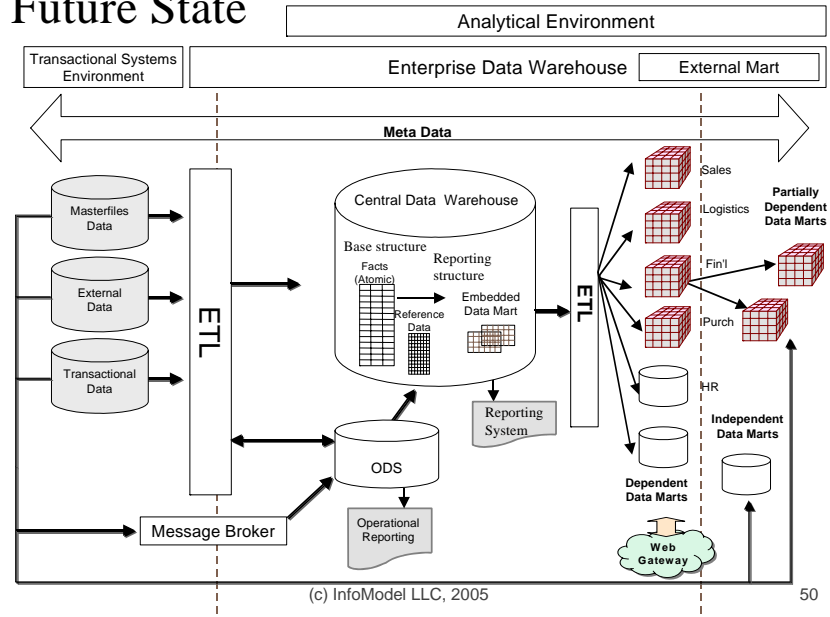 Future State
Analytical Environment
Transactional Systems
Environment
Enterprise Data Warehouse
External Mart
Meta Data
Masterfiles
Data
External
Data
Transactional
Data
ETL
Central Data Warehouse
Base structure
Facts
(Atomic)
Reporting
structure
Reference
Data
Embedded
Data Mart
ETL
Sales
Logistics
Fin'l
Purch
HR
Partially
Dependent
Data Marts
Independent
Data Marts
Dependent
Data Marts
Reporting
System
ODS
Operational
Reporting
Message Broker
Web
Gateway
(c) InfoModel LLC, 2005
50